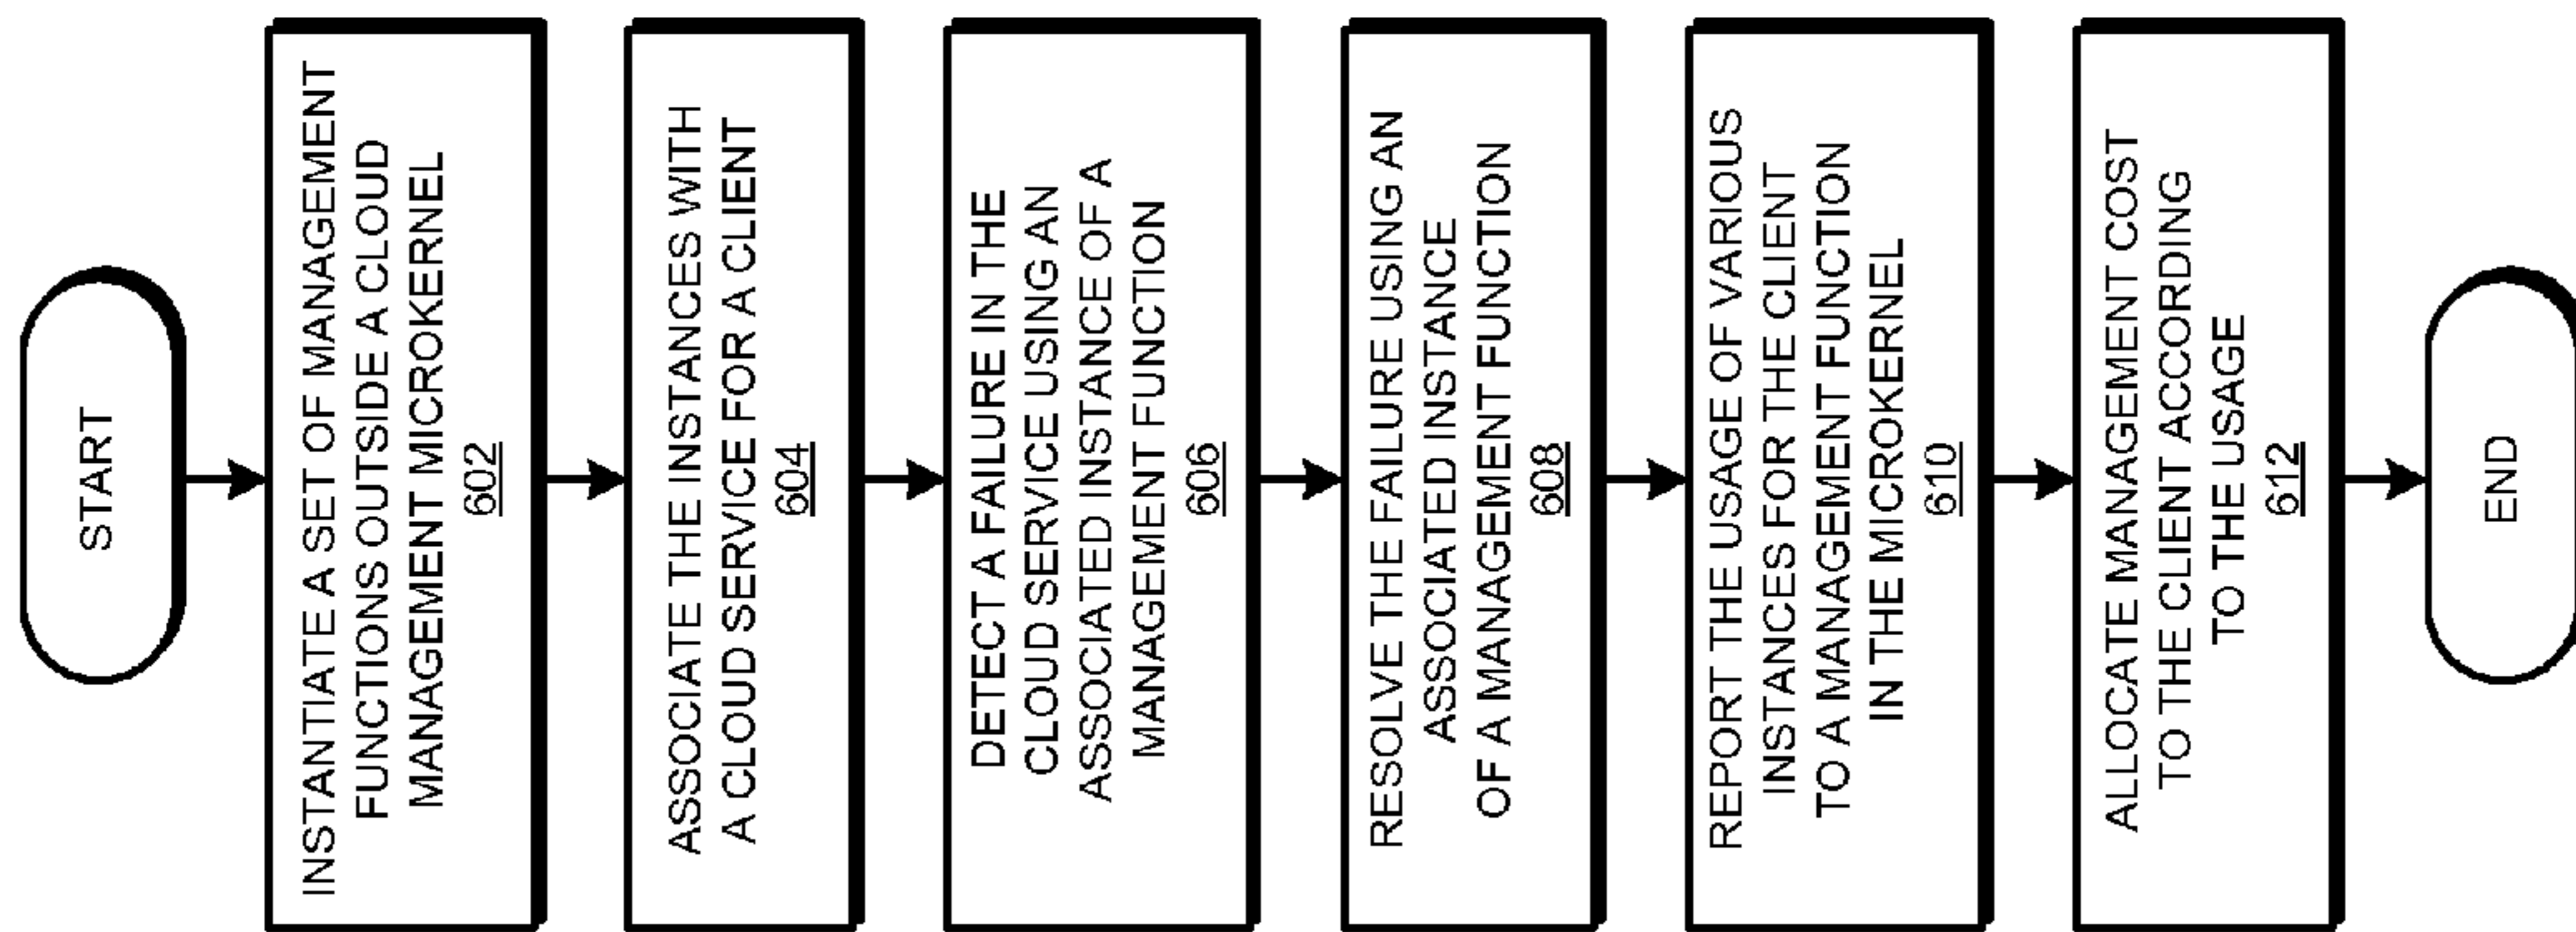 START
INSTANTIATE A SET OF MANAGEMENT
FUNCTIONS OUTSIDE A CLOUD
MANAGEMENT MICROKERNEL
602
ASSOCIATE THE INSTANCES WITH
A CLOUD SERVICE FOR A CLIENT
604
DETECT A FAILURE IN THE
CLOUD SERVICE USING AN
ASSOCIATED INSTANCE OF A
MANAGEMENT FUNCTION
606
RESOLVE THE FAILURE USING AN
ASSOCIATED INSTANCE
OF A MANAGEMENT FUNCTION
608
REPORT THE USAGE OF VARIOUS
INSTANCES FOR THE CLIENT
TO A MANAGEMENT FUNCTION
IN THE MICROKERNEL
610
ALLOCATE MANAGEMENT COST
TO THE CLIENT ACCORDING
TO THE USAGE
612
END